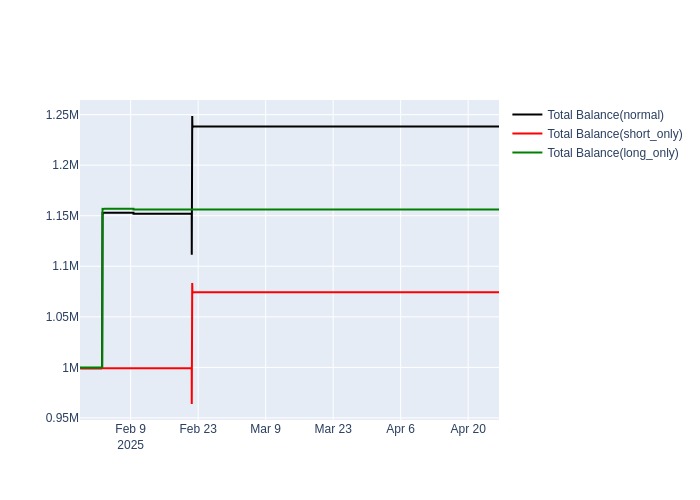 1.25M
1.2M
1.15M
1.1M
1.05M
1M
0.95M
Feb 9
2025
Feb 23
Mar 9
Mar 23
Apr 6
Apr 20
Total Balance(normal)
Total Balance(short_only)
Total Balance(long_only)